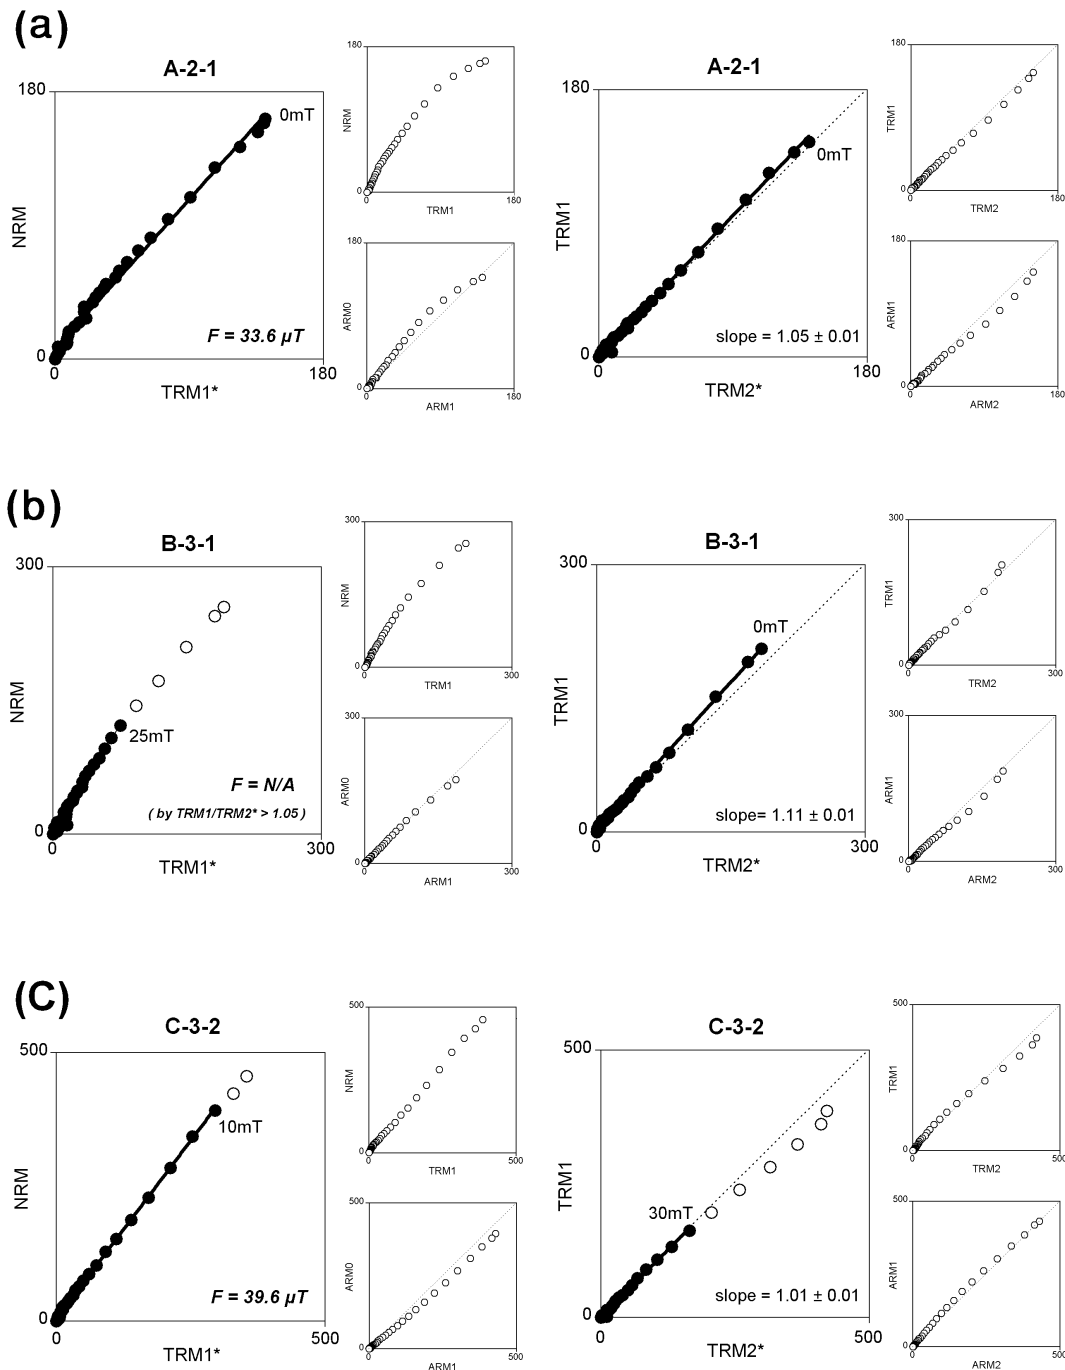 (a)
A-2-1
180
NRM
0mT
F = 33.6 µT
0
0
180
TRM1*
180
NRM
0
0
180
TRM1
180
ARM0
0
0
180
ARM1
A-2-1
180
TRM1
0mT
slope = 1.05 ± 0.01
0
0
180
TRM2*
180
TRM1
0
0
180
TRM2
180
ARM1
0
0
180
ARM2
(b)
B-3-1
300
NRM
25mT
F = N/A
( by TRM1/TRM2* > 1.05 )
0
0
300
TRM1*
300
NRM
0
0
300
TRM1
300
ARM0
0
0
300
ARM1
B-3-1
300
TRM1
0mT
slope= 1.11 ± 0.01
0
0
300
TRM2*
300
TRM1
0
0
300
TRM2
300
ARM1
0
0
300
ARM2
(C)
C-3-2
500
NRM
10mT
F = 39.6 µT
0
0
500
TRM1*
500
NRM
0
0
500
TRM1
500
ARM0
0
0
500
ARM1
C-3-2
500
TRM1
30mT
slope = 1.01 ± 0.01
0
0
500
TRM2*
500
TRM1
0
0
500
TRM2
500
ARM1
0
0
500
ARM2